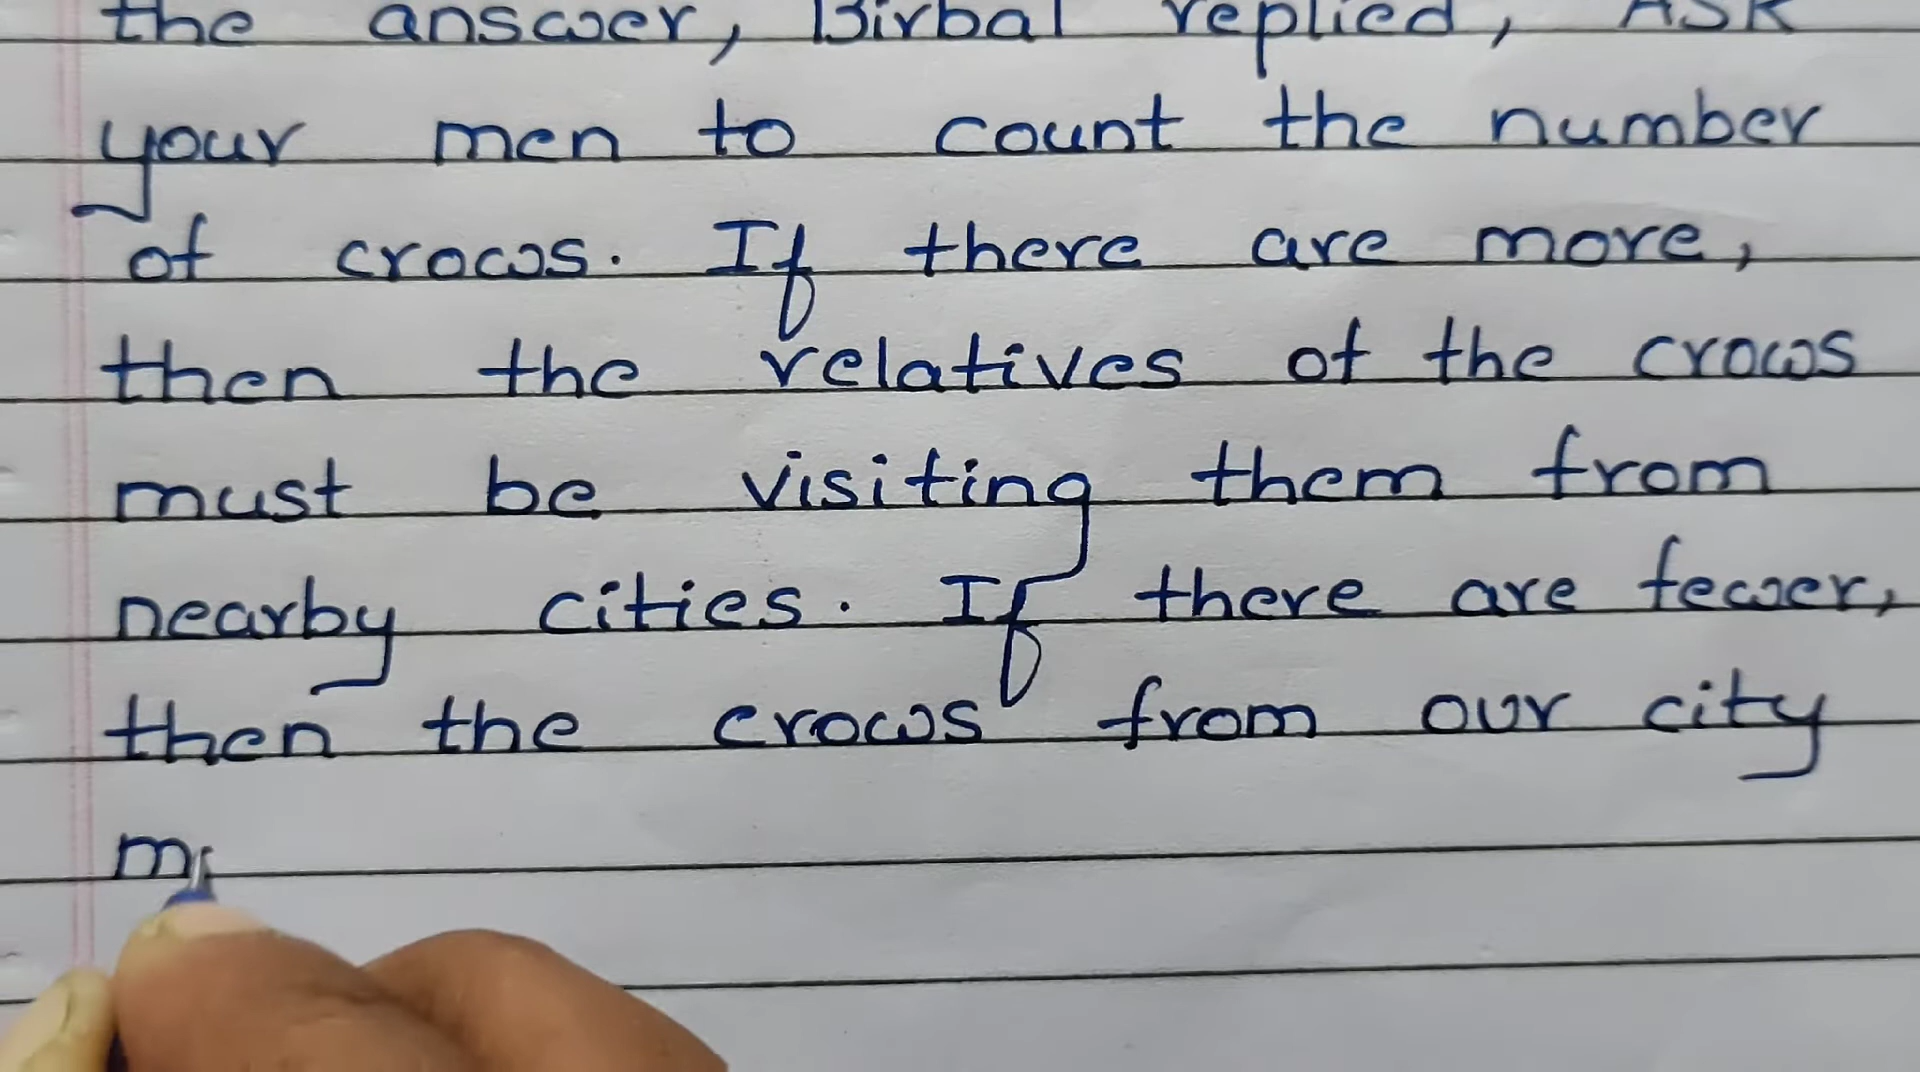 the answer, Birbal replied, Ask
your men to count the number
of crows. If there are more,
then the relatives of the crows
must be visiting them from
nearby cities. If there are fewer,
then the crows from our city
m